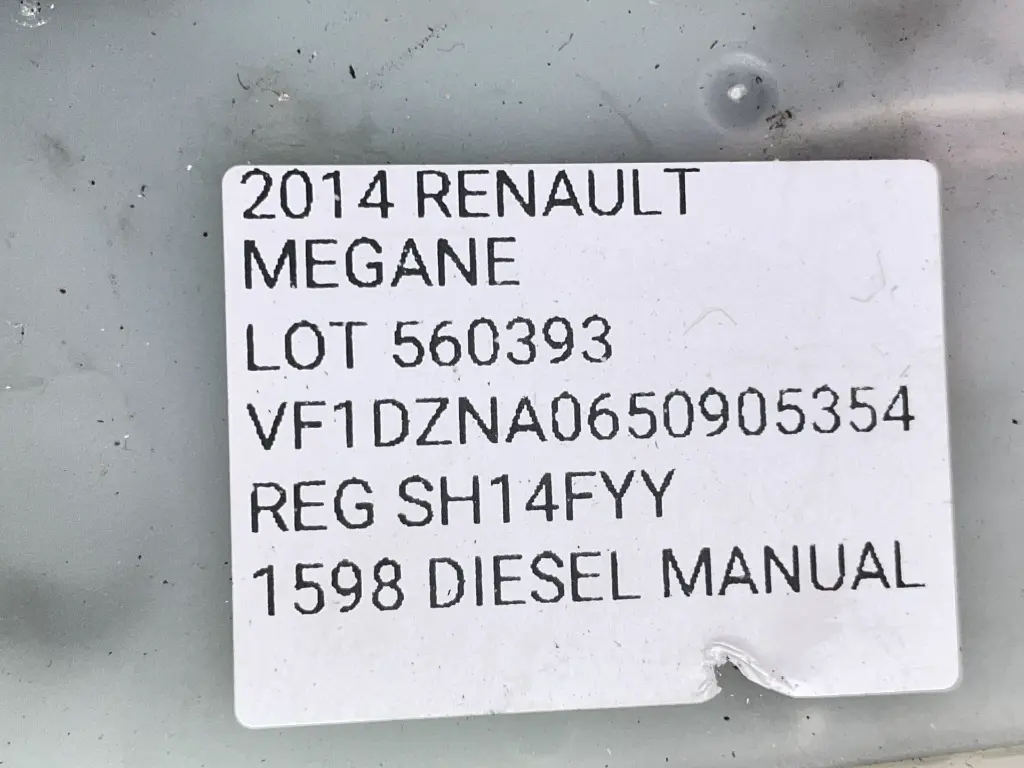 2014 RENAULT
MEGANE
LOT 560393
VF1DZNA0650905354
REG SH14FYY
1598 DIESEL MANUAL